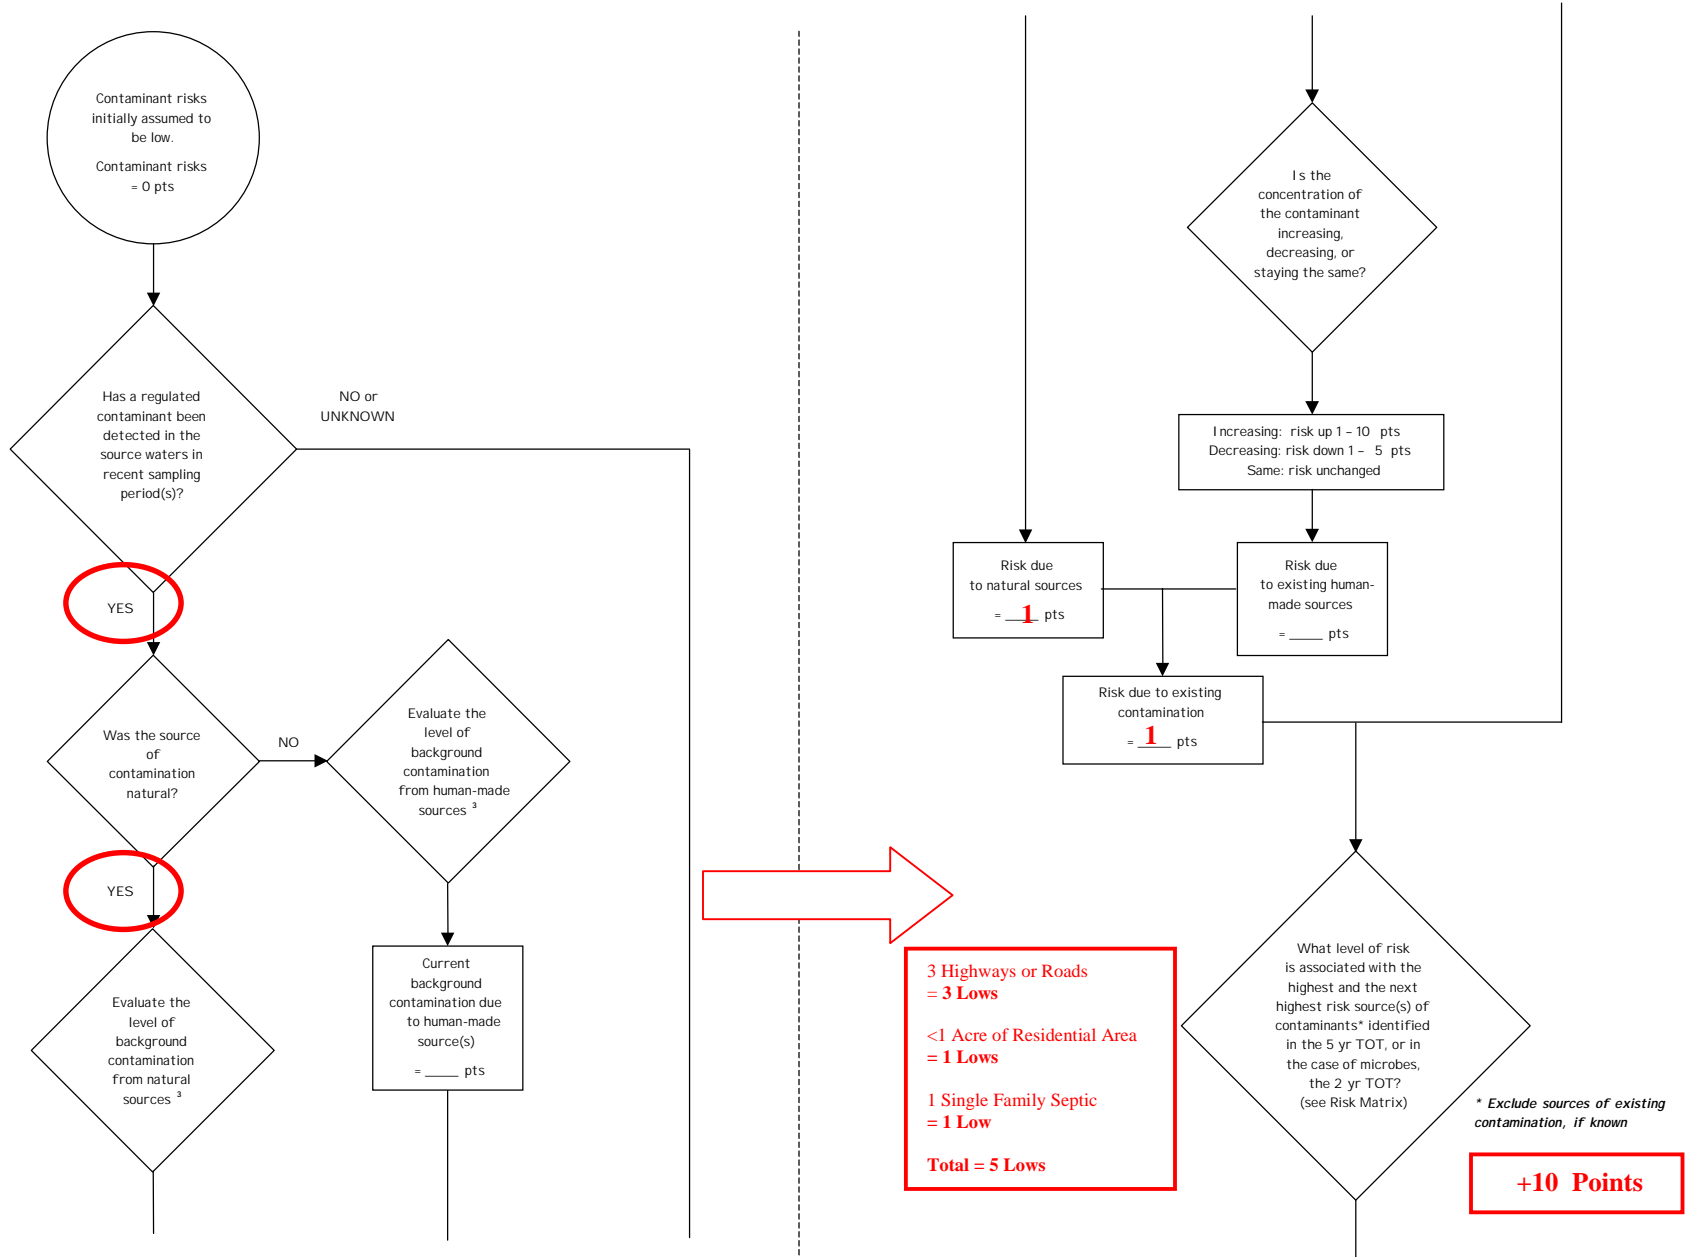 Contaminant risks
initially assumed to
be low.
Contaminant risks
= 0 pts
Has a regulated
contaminant been
detected in the
source waters in
recent sampling
period(s)?
NO or
UNKNOWN
YES
Was the source
of
contamination
natural?
NO
Evaluate the
level of
background
contamination
from human-made
sources ³
YES
Evaluate the
level of
background
contamination
from natural
sources ³
Current
background
contamination due
to human-made
source(s)
= ____ pts
Is the
concentration of
the contaminant
increasing,
decreasing, or
staying the same?
Increasing: risk up 1 – 10 pts
Decreasing: risk down 1 – 5 pts
Same: risk unchanged
Risk due
to natural sources
= 1 pts
Risk due
to existing human-
made sources
= ____ pts
Risk due to existing
contamination
= 1 pts
3 Highways or Roads
= 3 Lows
<1 Acre of Residential Area
= 1 Lows
1 Single Family Septic
= 1 Low
Total = 5 Lows
What level of risk
is associated with the
highest and the next
highest risk source(s) of
contaminants* identified
in the 5 yr TOT, or in
the case of microbes,
the 2 yr TOT?
(see Risk Matrix)
* Exclude sources of existing
contamination, if known
+10 Points